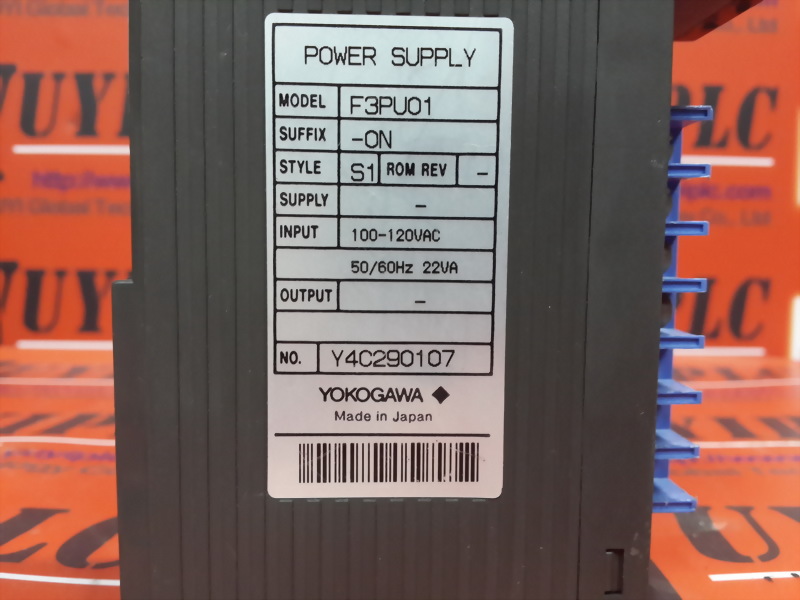 POWER SUPPLY
MODEL F3PU01
SUFFIX -0N
STYLE S1 ROM REV -
SUPPLY -
INPUT 100-120VAC
50/60Hz 22VA
OUTPUT -
NO. Y4C290107
YOKOGAWA
Made in Japan